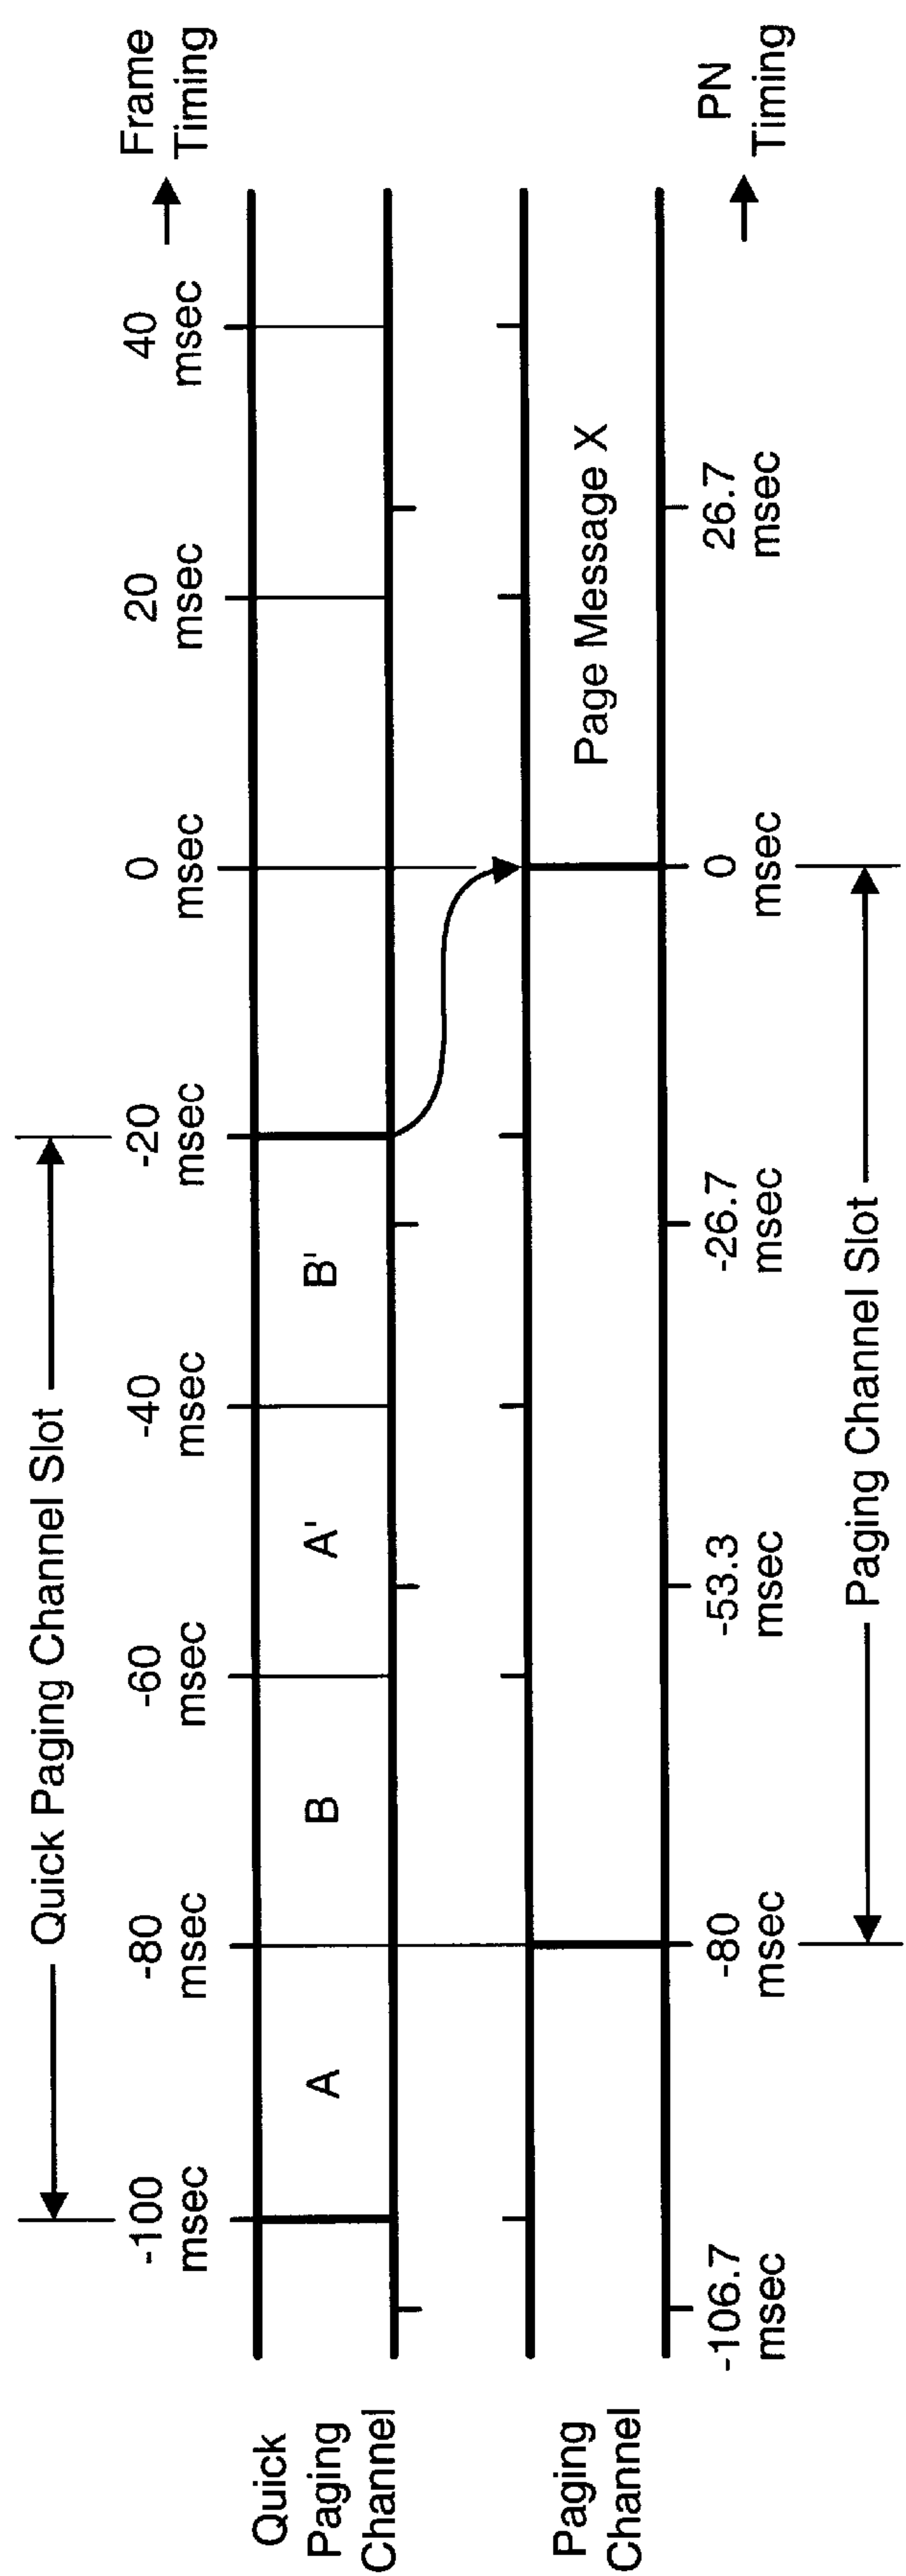 Quick Paging Channel Slot
-100
msec
-80
msec
-60
msec
-40
msec
-20
msec
0
msec
20
msec
40
msec
Frame
Timing
Quick
Paging
Channel
A
B
A'
B'
Paging
Channel
Page Message X
-106.7
msec
-80
msec
-53.3
msec
-26.7
msec
0
msec
26.7
msec
PN
Timing
Paging Channel Slot